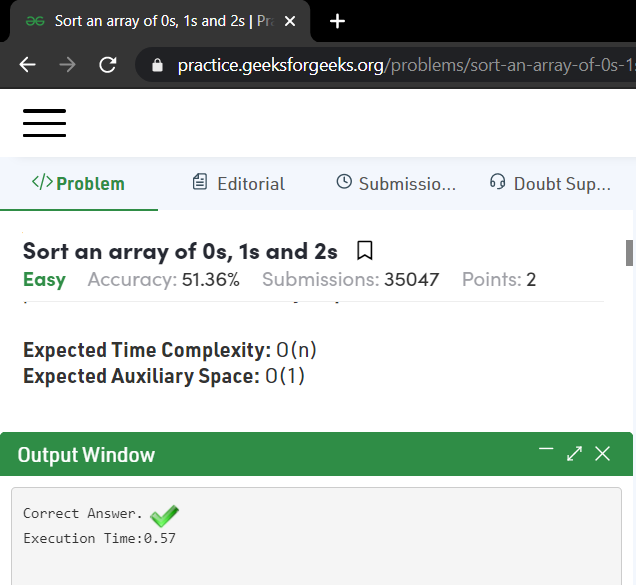 Sort an array of 0s, 1s and 2s | Pr
practice.geeksforgeeks.org/problems/sort-an-array-of-0s-1s
Problem
Editorial
Submissio...
Doubt Sup...
Sort an array of 0s, 1s and 2s
Easy Accuracy: 51.36% Submissions: 35047 Points: 2
Expected Time Complexity: O(n)
Expected Auxiliary Space: O(1)
Output Window
Correct Answer.
Execution Time:0.57